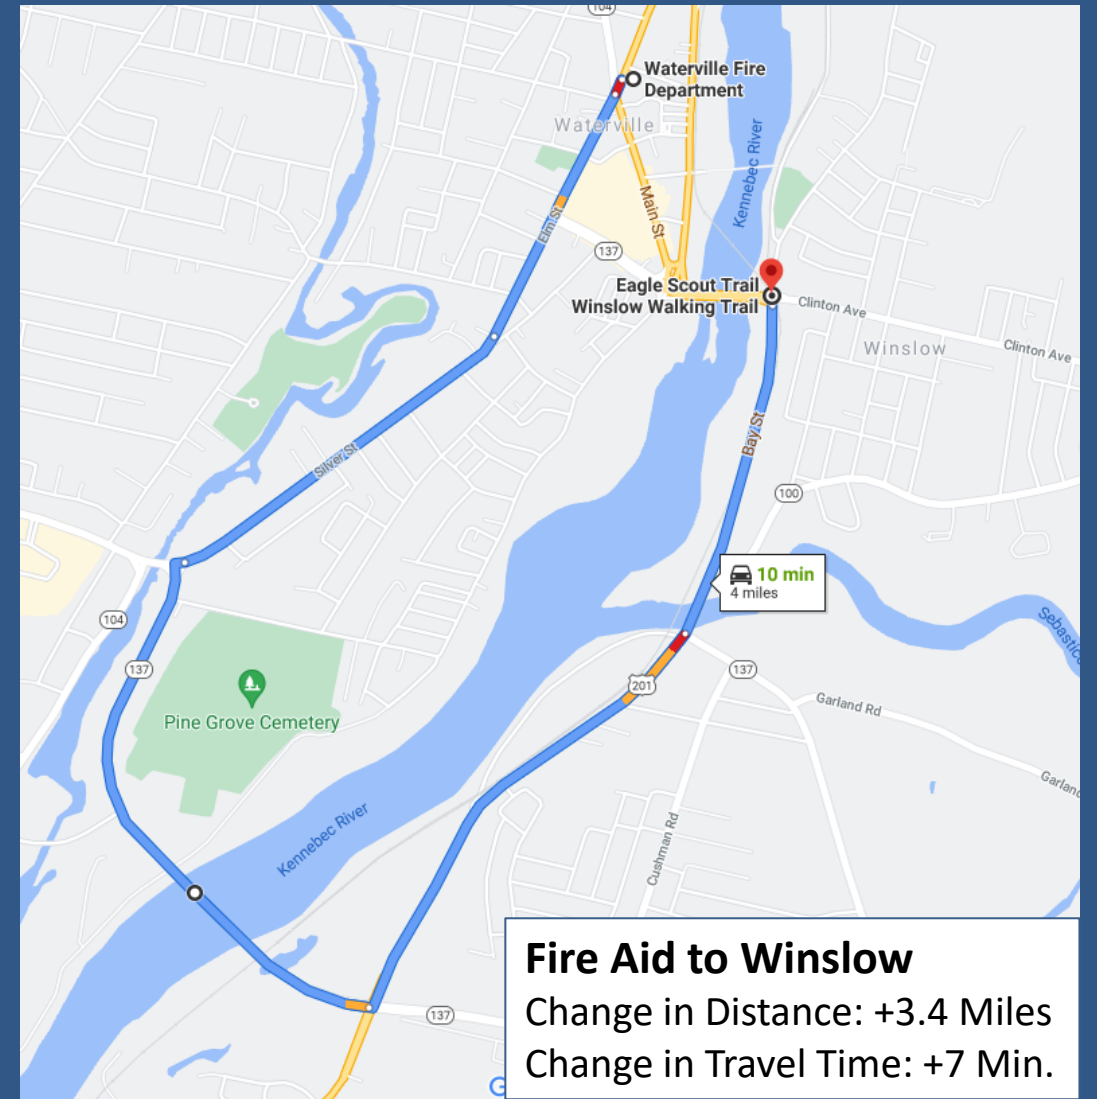 104
Waterville Fire
Department
Waterville
Kennebec River
Main St
Elm St
137
Eagle Scout Trail
Winslow Walking Trail
Clinton Ave
Clinton Ave
Winslow
Bay St
Silver St
100
10 min
4 miles
104
137
201
137
Garland Rd
Pine Grove Cemetery
Kennebec River
Cushman Rd
137
Fire Aid to Winslow
Change in Distance: +3.4 Miles
Change in Travel Time: +7 Min.